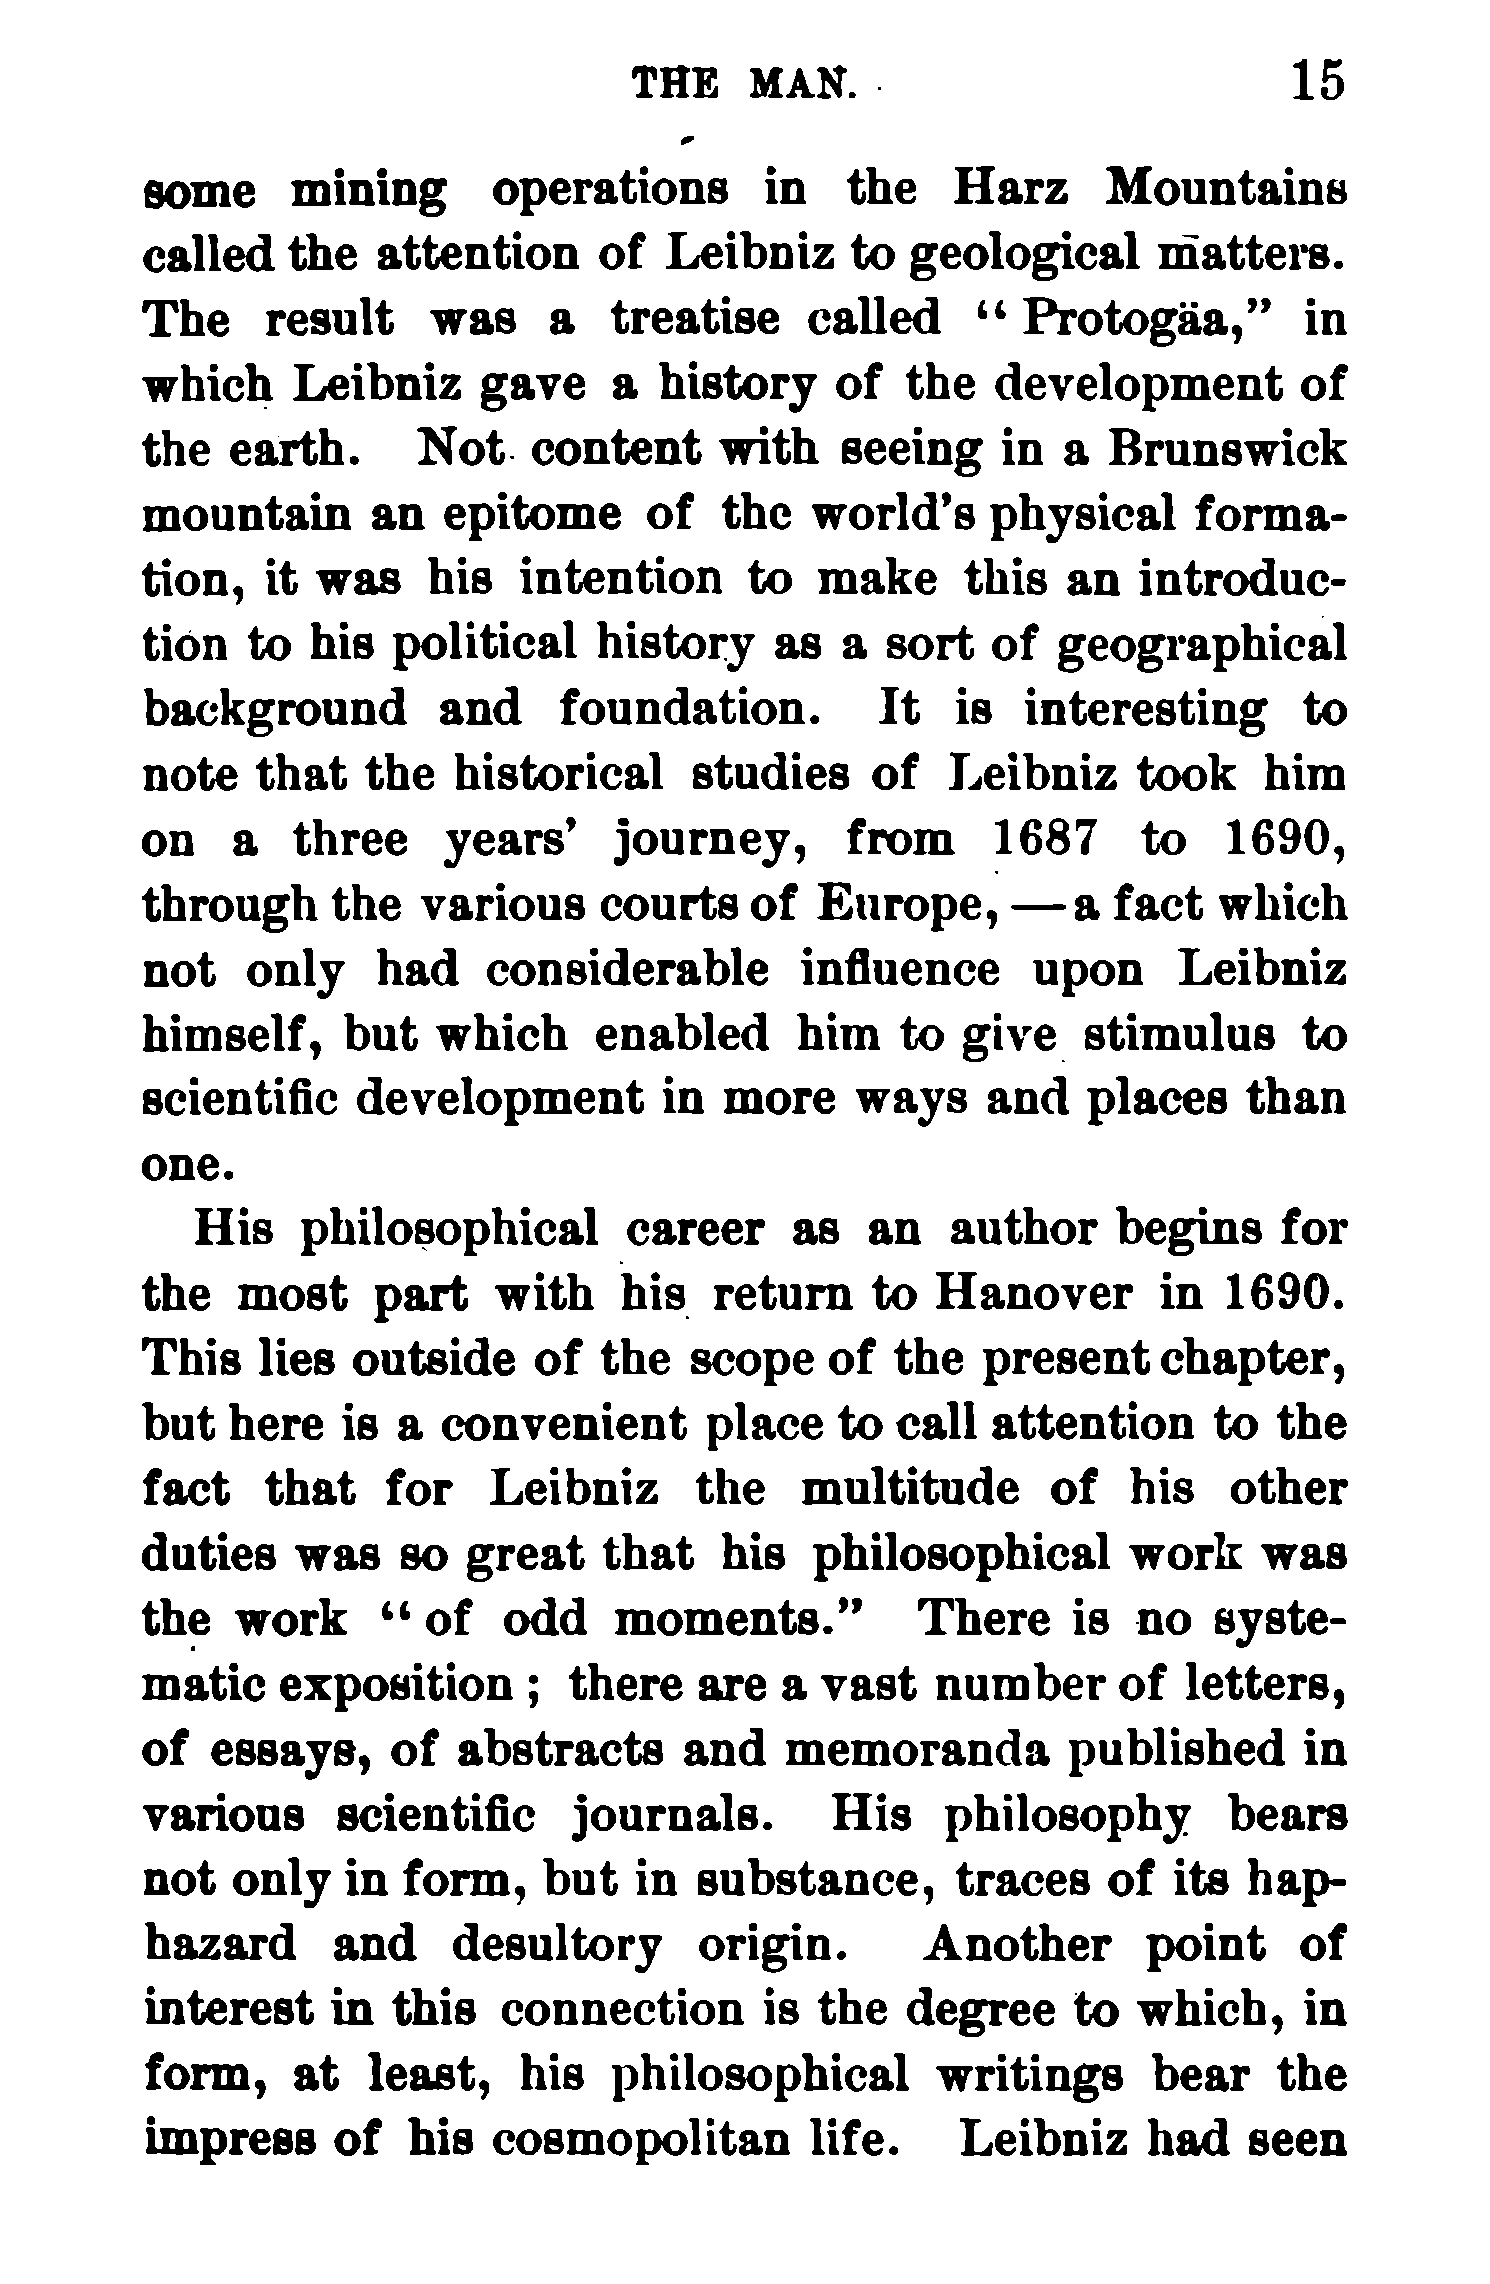 THE MAN. 15
some mining operations in the Harz Mountains
called the attention of Leibniz to geological matters.
The result was a treatise called “Protogäa,” in
which Leibniz gave a history of the development of
the earth. Not content with seeing in a Brunswick
mountain an epitome of the world's physical forma-
tion, it was his intention to make this an introduc-
tion to his political history as a sort of geographical
background and foundation. It is interesting to
note that the historical studies of Leibniz took him
on a three years' journey, from 1687 to 1690,
through the various courts of Europe, — a fact which
not only had considerable influence upon Leibniz
himself, but which enabled him to give stimulus to
scientific development in more ways and places than
one.
His philosophical career as an author begins for
the most part with his return to Hanover in 1690.
This lies outside of the scope of the present chapter,
but here is a convenient place to call attention to the
fact that for Leibniz the multitude of his other
duties was so great that his philosophical work was
the work “of odd moments.” There is no syste-
matic exposition ; there are a vast number of letters,
of essays, of abstracts and memoranda published in
various scientific journals. His philosophy bears
not only in form, but in substance, traces of its hap-
hazard and desultory origin. Another point of
interest in this connection is the degree to which, in
form, at least, his philosophical writings bear the
impress of his cosmopolitan life. Leibniz had seen